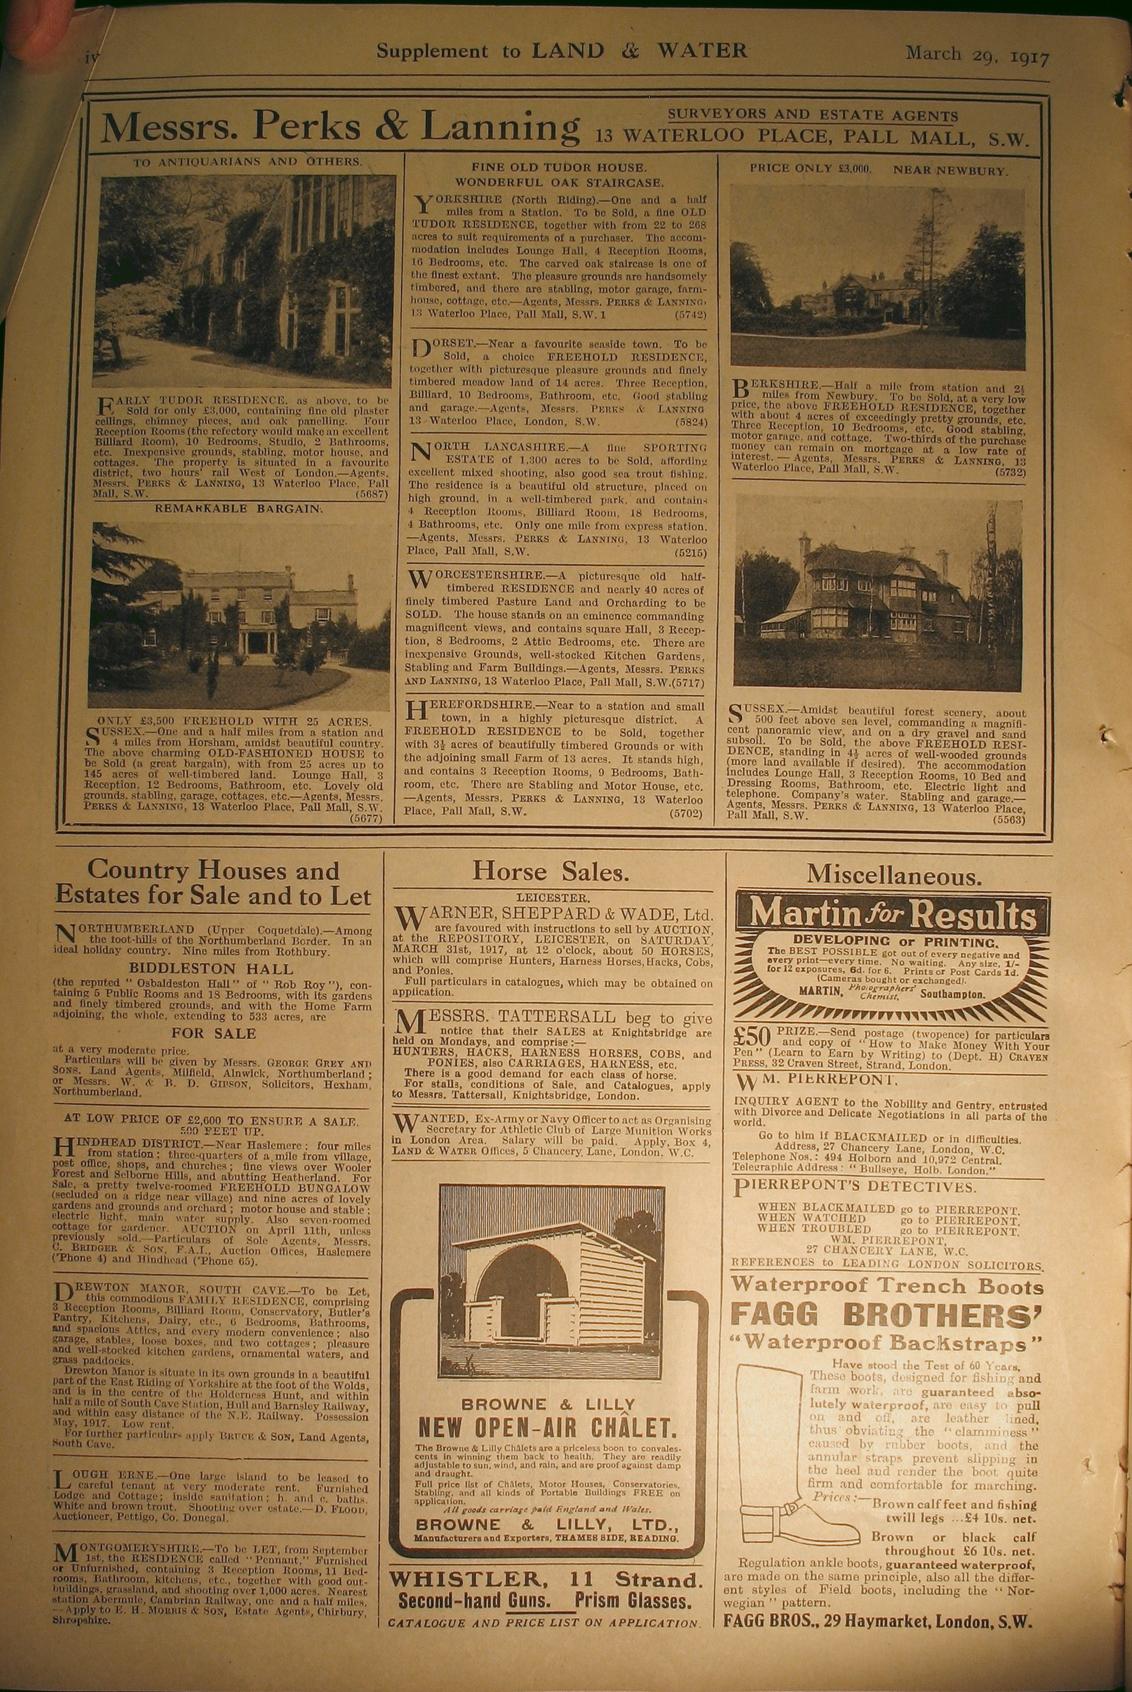 iv
Supplement to LAND & WATER
March 29, 1917
Messrs. Perks & Lanning
SURVEYORS AND ESTATE AGENTS
13 WATERLOO PLACE, PALL MALL, S.W.
TO ANTIQUARIANS AND OTHERS.
EARLY TUDOR RESIDENCE, as above, to be
Sold for only £3,000, containing fine old plaster
ceilings, chimney pieces, and oak panelling. Four
Reception Rooms (the refectory would make an excellent
Billiard Room), 10 Bedrooms, Studio, 2 Bathrooms,
etc. Inexpensive grounds, stabling, motor house, and
cottages. The property is situated in a favourite
district, two hours' rail West of London.—Agents,
Messrs. PERKS & LANNING, 13 Waterloo Place, Pall
Mall, S.W. (5687)
REMARKABLE BARGAIN.
ONLY £3,500 FREEHOLD WITH 25 ACRES.
SUSSEX.—One and a half miles from a station and
4 miles from Horsham, amidst beautiful country.
The above charming OLD-FASHIONED HOUSE to
be Sold (a great bargain), with from 25 acres up to
145 acres of well-timbered land. Lounge Hall, 3
Reception, 12 Bedrooms, Bathroom, etc. Lovely old
grounds, stabling, garage, cottages, etc.—Agents, Messrs.
PERKS & LANNING, 13 Waterloo Place, Pall Mall, S.W.
(5677)
FINE OLD TUDOR HOUSE.
WONDERFUL OAK STAIRCASE.
YORKSHIRE (North Riding).—One and a half
miles from a Station. To be Sold, a fine OLD
TUDOR RESIDENCE, together with from 22 to 268
acres to suit requirements of a purchaser. The accom-
modation includes Lounge Hall, 4 Reception Rooms,
16 Bedrooms, etc. The carved oak staircase is one of
the finest extant. The pleasure grounds are handsomely
timbered, and there are stabling, motor garage, farm-
house, cottage, etc.—Agents, Messrs. PERKS & LANNING,
13 Waterloo Place, Pall Mall, S.W. 1 (5742)
DORSET.—Near a favourite seaside town. To be
Sold, a choice FREEHOLD RESIDENCE,
together with picturesque pleasure grounds and finely
timbered meadow land of 14 acres. Three Reception,
Billiard, 10 Bedrooms, Bathroom, etc. Good stabling
and garage.—Agents, Messrs. PERKS & LANNING
13 Waterloo Place, London, S.W. (5824)
NORTH LANCASHIRE.—A fine SPORTING
ESTATE of 1,300 acres to be Sold, affording
excellent mixed shooting, also good sea trout fishing.
The residence is a beautiful old structure, placed on
high ground, in a well-timbered park, and contains
4 Reception Rooms, Billiard Room, 18 Bedrooms,
4 Bathrooms, etc. Only one mile from express station.
—Agents, Messrs. PERKS & LANNING, 13 Waterloo
Place, Pall Mall, S.W. (5215)
WORCESTERSHIRE.—A picturesque old half-
timbered RESIDENCE and nearly 40 acres of
finely timbered Pasture Land and Orcharding to be
SOLD. The house stands on an eminence commanding
magnificent views, and contains square Hall, 3 Recep-
tion, 8 Bedrooms, 2 Attic Bedrooms, etc. There are
inexpensive Grounds, well-stocked Kitchen Gardens,
Stabling and Farm Buildings.—Agents, Messrs. PERKS
AND LANNING, 13 Waterloo Place, Pall Mall, S.W. (5717)
HEREFORDSHIRE.—Near to a station and small
town, in a highly picturesque district. A
FREEHOLD RESIDENCE to be Sold, together
with 3½ acres of beautifully timbered Grounds or with
the adjoining small Farm of 13 acres. It stands high,
and contains 3 Reception Rooms, 9 Bedrooms, Bath-
room, etc. There are Stabling and Motor House, etc.
—Agents, Messrs. PERKS & LANNING, 13 Waterloo
Place, Pall Mall, S.W. (5702)
PRICE ONLY £3,000. NEAR NEWBURY.
BERKSHIRE.—Half a mile from station and 2½
miles from Newbury. To be Sold, at a very low
price, the above FREEHOLD RESIDENCE, together
with about 4 acres of exceedingly pretty grounds, etc.
Three Reception, 10 Bedrooms, etc. Good stabling,
motor garage, and cottage. Two-thirds of the purchase
money can remain on mortgage at a low rate of
interest.—Agents, Messrs. PERKS & LANNING, 13
Waterloo Place, Pall Mall, S.W. (5732)
SUSSEX.—Amidst beautiful forest scenery, about
500 feet above sea level, commanding a magnifi-
cent panoramic view, and on a dry gravel and sand
subsoil. To be Sold, the above FREEHOLD RESI-
DENCE, standing in 4½ acres of well-wooded grounds
(more land available if desired). The accommodation
includes Lounge Hall, 3 Reception Rooms, 10 Bed and
Dressing Rooms, Bathroom, etc. Electric light and
telephone. Company's water. Stabling and garage.—
Agents, Messrs. PERKS & LANNING, 13 Waterloo Place,
Pall Mall, S.W. (5563)
Country Houses and
Estates for Sale and to Let
NORTHUMBERLAND (Upper Coquetdale).—Among
the foot-hills of the Northumberland Border. In an
ideal holiday country. Nine miles from Rothbury.
BIDDLESTON HALL
(the reputed "Osbaldeston Hall" of "Rob Roy"), con-
taining 5 Public Rooms and 18 Bedrooms, with its gardens
and finely timbered grounds, and with the Home Farm
adjoining, the whole, extending to 533 acres, are
FOR SALE
at a very moderate price.
Particulars will be given by Messrs. GEORGE GREY AND
SONS, Land Agents, Milfield, Alnwick, Northumberland;
or Messrs. W. & B. D. GIBSON, Solicitors, Hexham,
Northumberland.
AT LOW PRICE OF £2,600 TO ENSURE A SALE.
500 FEET UP.
HINDHEAD DISTRICT.—Near Haslemere; four miles
from station; three-quarters of a mile from village,
post office, shops, and churches; fine views over Wooler
Forest and Selborne Hills, and abutting Heatherland. For
Sale, a pretty twelve-roomed FREEHOLD BUNGALOW
(secluded on a ridge near village) and nine acres of lovely
gardens and grounds and orchard; motor house and stable;
electric light, main water supply. Also seven-roomed
cottage for gardener. AUCTION on April 11th, unless
previously sold.—Particulars of Sole Agents, Messrs.
C. BRIDGER & SON, F.A.I., Auction Offices, Haslemere
('Phone 4) and Hindhead ('Phone 65).
DREWTON MANOR, SOUTH CAVE.—To be Let,
this commodious FAMILY RESIDENCE, comprising
3 Reception Rooms, Billiard Room, Conservatory, Butler's
Pantry, Kitchens, Dairy, etc., 6 Bedrooms, Bathrooms,
and spacious Attics, and every modern convenience; also
garage, stables, loose boxes, and two cottages; pleasure
and well-stocked kitchen gardens, ornamental waters, and
grass paddocks.
Drewton Manor is situate in its own grounds in a beautiful
part of the East Riding of Yorkshire at the foot of the Wolds,
and is in the centre of the Holderness Hunt, and within
half a mile of South Cave Station, Hull and Barnsley Railway,
and within easy distance of the N.E. Railway. Possession
May, 1917. Low rent.
For further particulars apply BRUCE & SON, Land Agents,
South Cave.
LOUGH ERNE.—One large island to be leased to
careful tenant at very moderate rent. Furnished
Lodge and Cottage; inside sanitation; h. and c. baths.
White and brown trout. Shooting over estate—D. FLOOD,
Auctioneer, Pettigo, Co. Donegal.
MONTGOMERYSHIRE.—To be LET, from September
1st, the RESIDENCE called "Pennant," Furnished
or Unfurnished, containing 3 Reception Rooms, 11 Bed-
rooms, Bathroom, kitchens, etc., together with good out-
buildings, grassland, and shooting over 1,000 acres. Nearest
station Abermule, Cambrian Railway, one and a half miles.
—Apply to E. H. MORRIS & SON, Estate Agents, Chirbury,
Shropshire.
Horse Sales.
LEICESTER.
WARNER, SHEPPARD & WADE, Ltd.
are favoured with instructions to sell by AUCTION,
at the REPOSITORY, LEICESTER, on SATURDAY,
MARCH 31st, 1917, at 12 o'clock, about 50 HORSES,
which will comprise Hunters, Harness Horses, Hacks, Cobs,
and Ponies.
Full particulars in catalogues, which may be obtained on
application.
MESSRS. TATTERSALL beg to give
notice that their SALES at Knightsbridge are
held on Mondays, and comprise:—
HUNTERS, HACKS, HARNESS HORSES, COBS, and
PONIES, also CARRIAGES, HARNESS, etc.
There is a good demand for each class of horse.
For stalls, conditions of Sale, and Catalogues, apply
to Messrs. Tattersall, Knightsbridge, London.
WANTED, Ex-Army or Navy Officer to act as Organising
Secretary for Athletic Club of Large Munition Works
in London Area. Salary will be paid. Apply, Box 4,
LAND & WATER Offices, 5 Chancery Lane, London, W.C.
BROWNE & LILLY
NEW OPEN-AIR CHÂLET.
The Browne & Lilly Châlets are a priceless boon to convales-
cents in winning them back to health. They are readily
adjustable to sun, wind, and rain, and are proof against damp
and draught.
Full price list of Châlets, Motor Houses, Conservatories,
Stabling, and all kinds of Portable Buildings FREE on
application.
All goods carriage paid England and Wales.
BROWNE & LILLY, LTD.,
Manufacturers and Exporters, THAMES SIDE, READING.
WHISTLER, 11 Strand.
Second-hand Guns. Prism Glasses.
CATALOGUE AND PRICE LIST ON APPLICATION.
Miscellaneous.
Martin for Results
DEVELOPING or PRINTING.
The BEST POSSIBLE got out of every negative and
every print—every time. No waiting. Any size, 1/-
for 12 exposures, 6d. for 6. Prints or Post Cards 1d.
(Cameras bought or exchanged).
MARTIN, Photographers' Chemist, Southampton.
£50 PRIZE.—Send postage (twopence) for particulars
and copy of "How to Make Money With Your
Pen" (Learn to Earn by Writing) to (Dept. H) CRAVEN
PRESS, 32 Craven Street, Strand, London.
WM. PIERREPONT.
INQUIRY AGENT to the Nobility and Gentry, entrusted
with Divorce and Delicate Negotiations in all parts of the
world.
Go to him if BLACKMAILED or in difficulties.
Address, 27 Chancery Lane, London, W.C.
Telephone Nos.: 494 Holborn and 10,972 Central.
Telegraphic Address: "Bullseye, Holb. London."
PIERREPONT'S DETECTIVES.
WHEN BLACKMAILED go to PIERREPONT.
WHEN WATCHED go to PIERREPONT.
WHEN TROUBLED go to PIERREPONT.
WM. PIERREPONT,
27 CHANCERY LANE, W.C.
REFERENCES to LEADING LONDON SOLICITORS.
Waterproof Trench Boots
FAGG BROTHERS'
"Waterproof Backstraps"
Have stood the Test of 60 Years.
These boots, designed for fishing and
farm work, are guaranteed abso-
lutely waterproof, are easy to pull
on and off, are leather lined,
thus obviating the "clamminess"
caused by rubber boots, and the
annular straps prevent slipping in
the heel and render the boot quite
firm and comfortable for marching.
Prices:—Brown calf feet and fishing
twill legs ...£4 10s. net.
Brown or black calf
throughout £6 10s. net.
Regulation ankle boots, guaranteed waterproof,
are made on the same principle, also all the differ-
ent styles of Field boots, including the "Nor-
wegian" pattern.
FAGG BROS., 29 Haymarket, London, S.W.